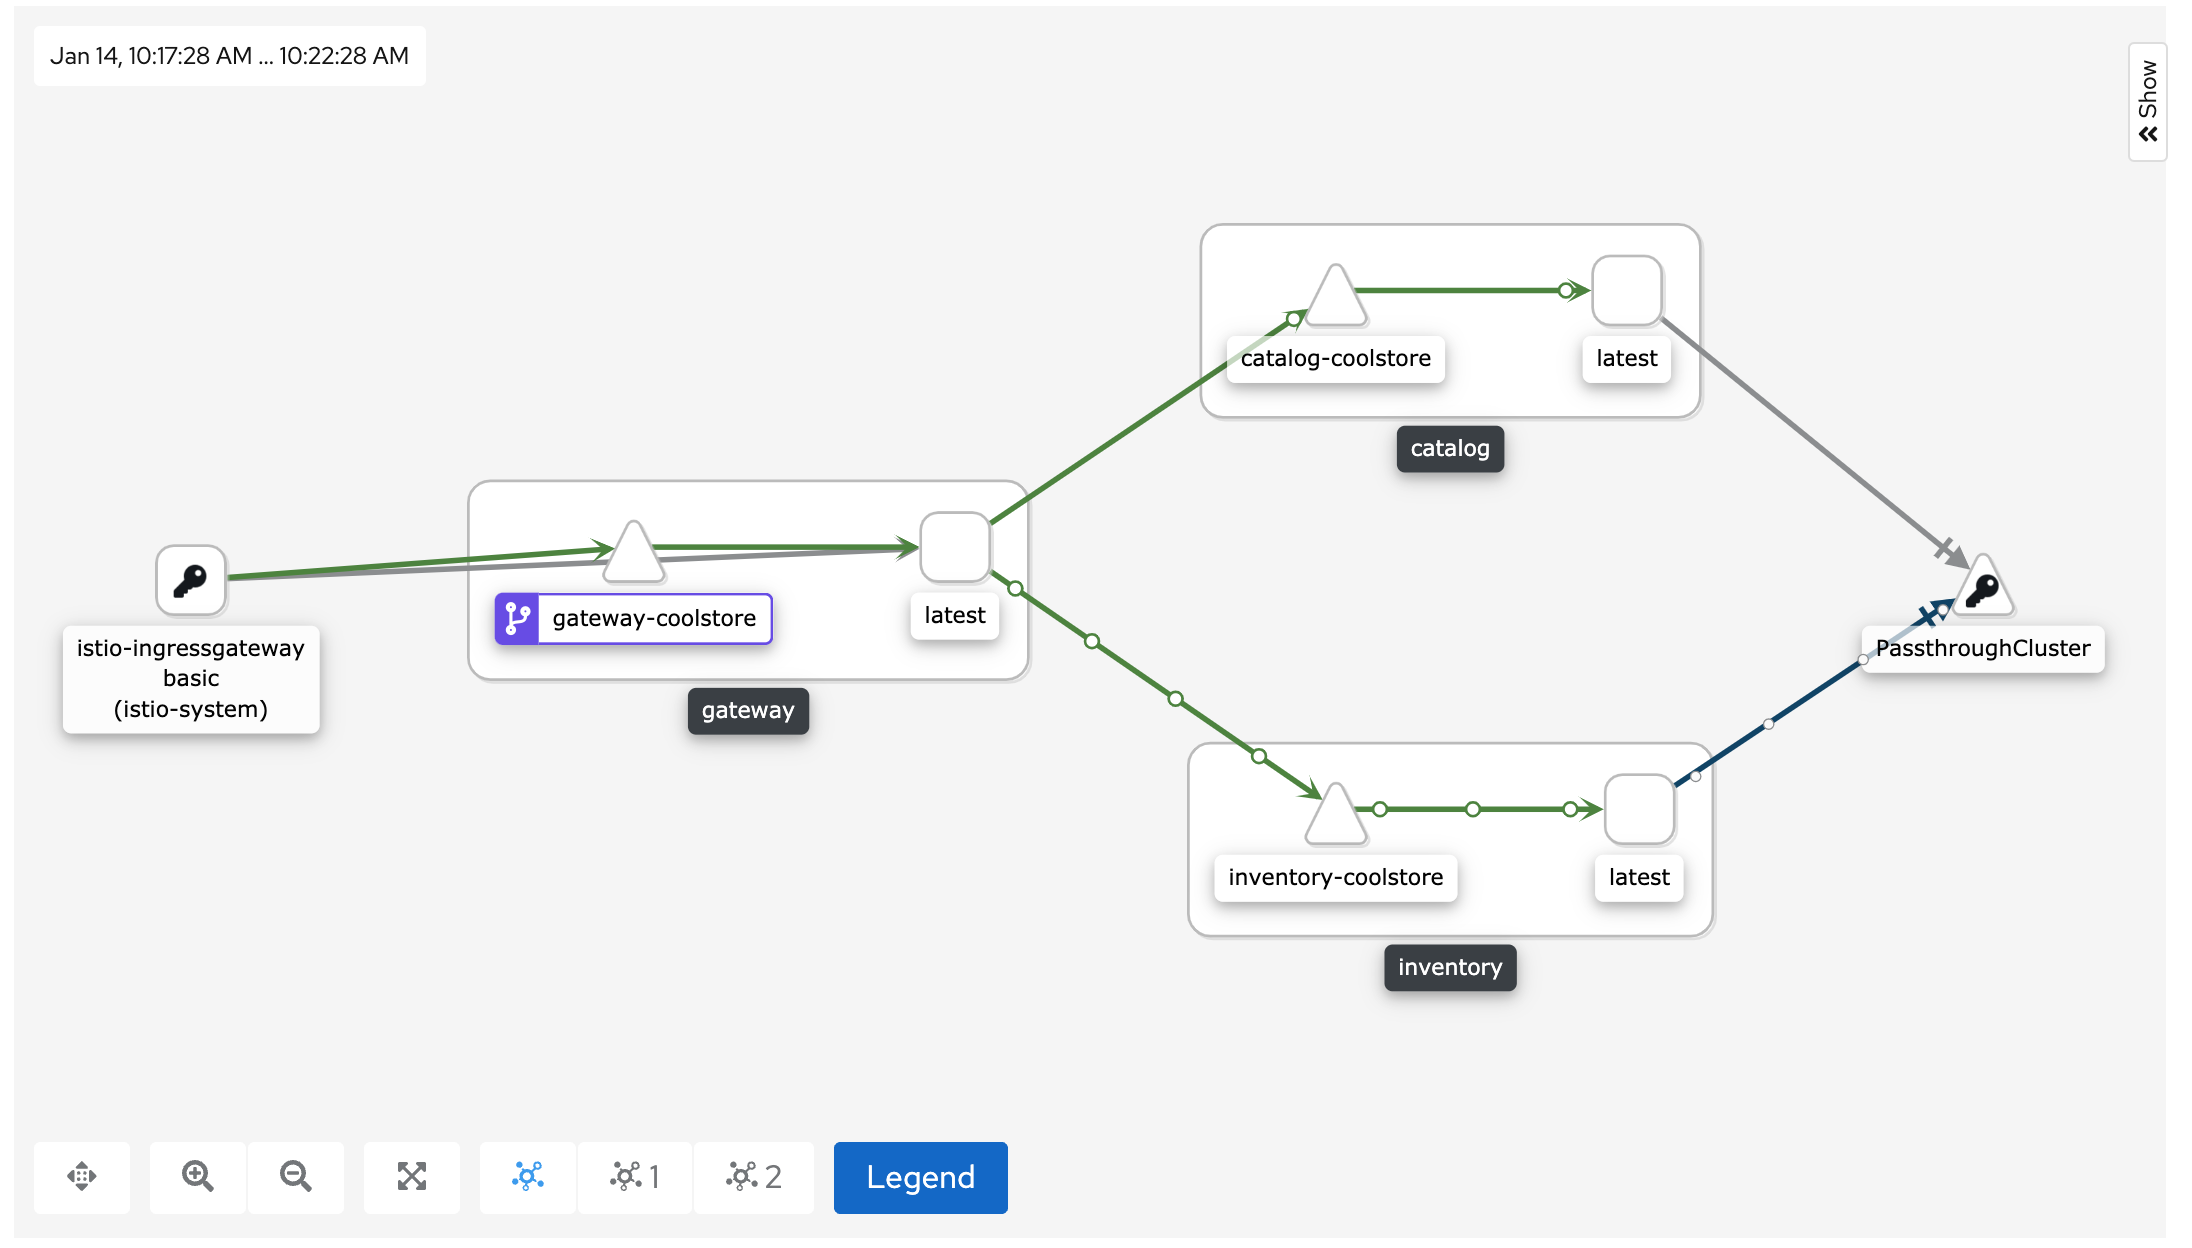 Jan 14, 10:17:28 AM ... 10:22:28 AM
Show
catalog-coolstore
latest
catalog
istio-ingressgateway
basic
(istio-system)
gateway-coolstore
latest
gateway
PassthroughCluster
inventory-coolstore
latest
inventory
1
2
Legend